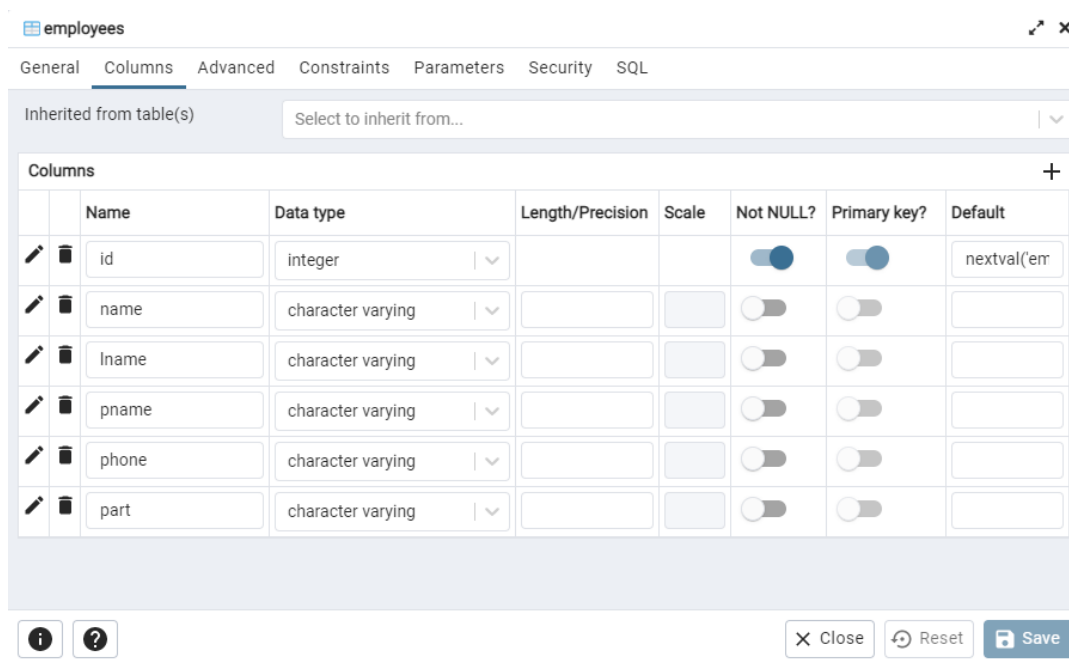 employees
General Columns Advanced Constraints Parameters Security SQL
Inherited from table(s) Select to inherit from...
Columns
Name Data type Length/Precision Scale Not NULL? Primary key? Default
id integer nextval('em
name character varying
lname character varying
pname character varying
phone character varying
part character varying
Close Reset Save